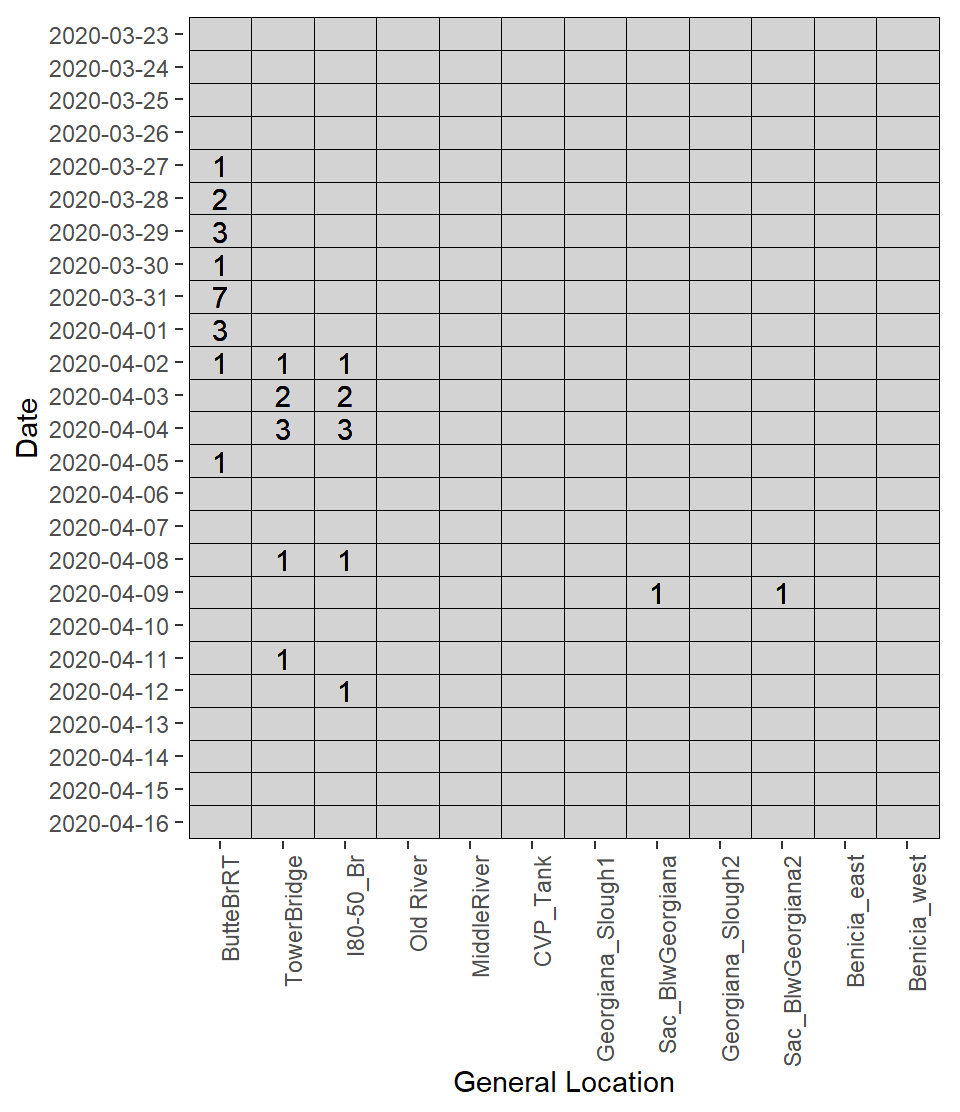 2020-03-23
2020-03-24
2020-03-25
2020-03-26
2020-03-27 1
2020-03-28 2
2020-03-29 3
2020-03-30 1
2020-03-31 7
2020-04-01 3
2020-04-02 1 1 1
2020-04-03 2 2
2020-04-04 3 3
2020-04-05 1
2020-04-06
2020-04-07
2020-04-08 1 1
2020-04-09 1 1
2020-04-10
2020-04-11 1
2020-04-12 1
2020-04-13
2020-04-14
2020-04-15
2020-04-16
Date
ButteBrRT
TowerBridge
I80-50_Br
Old River
MiddleRiver
CVP_Tank
Georgiana_Slough1
Sac_BlwGeorgiana
Georgiana_Slough2
Sac_BlwGeorgiana2
Benicia_east
Benicia_west
General Location